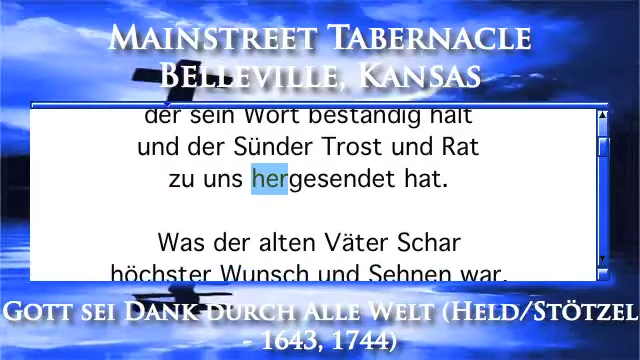 Mainstreet Tabernacle
Belleville, Kansas
der sein Wort beständig hält
und der Sünder Trost und Rat
zu uns hergesendet hat.
Was der alten Väter Schar
höchster Wunsch und Sehnen war,
Gott sei Dank durch Alle Welt (Held/Stötzel
- 1643, 1744)